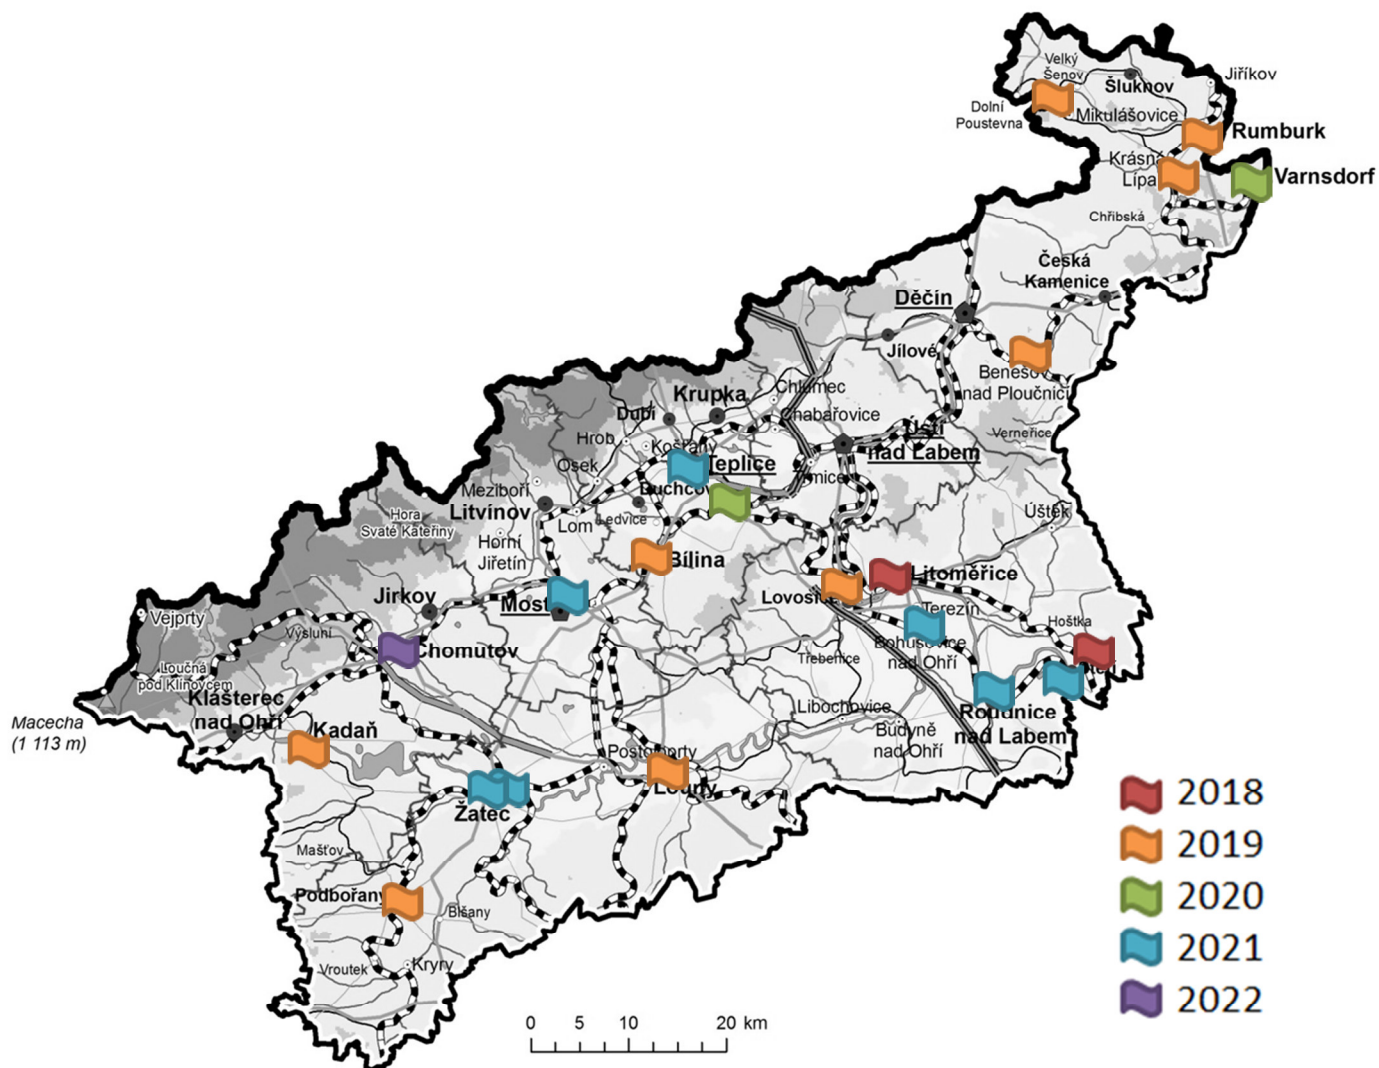 Velký
Šenov
Šluknov
Jiříkov
Dolní
Poustevna
Mikulášovice
Rumburk
Krásná
Lípa
Varnsdorf
Chřibská
Česká
Kamenice
Děčín
Jílové
Benešov
nad Ploučnicí
Chlumec
Krupka
Dubí
Chabařovice
Ústí
nad Labem
Verneřice
Hrob
Košťany
Teplice
Osek
Meziboří
Litvínov
Lom
Ledvice
Hora
Svaté Kateřiny
Horní
Jiřetín
Úštěk
Bílina
Litoměřice
Jirkov
Most
Terezín
Hoštka
Vejprty
Výsluní
Chomutov
Bohušovice
nad Ohří
Třebenice
Loučná
pod Klínovcem
Klášterec
nad Ohří
Macecha
(1 113 m)
Kadaň
Libochovice
Roudnice
nad Labem
Budyně
nad Ohří
Postoloprty
Louny
Žatec
2018
2019
2020
2021
2022
Mašťov
Podbořany
Blšany
Vroutek
Kryry
0 5 10 20 km